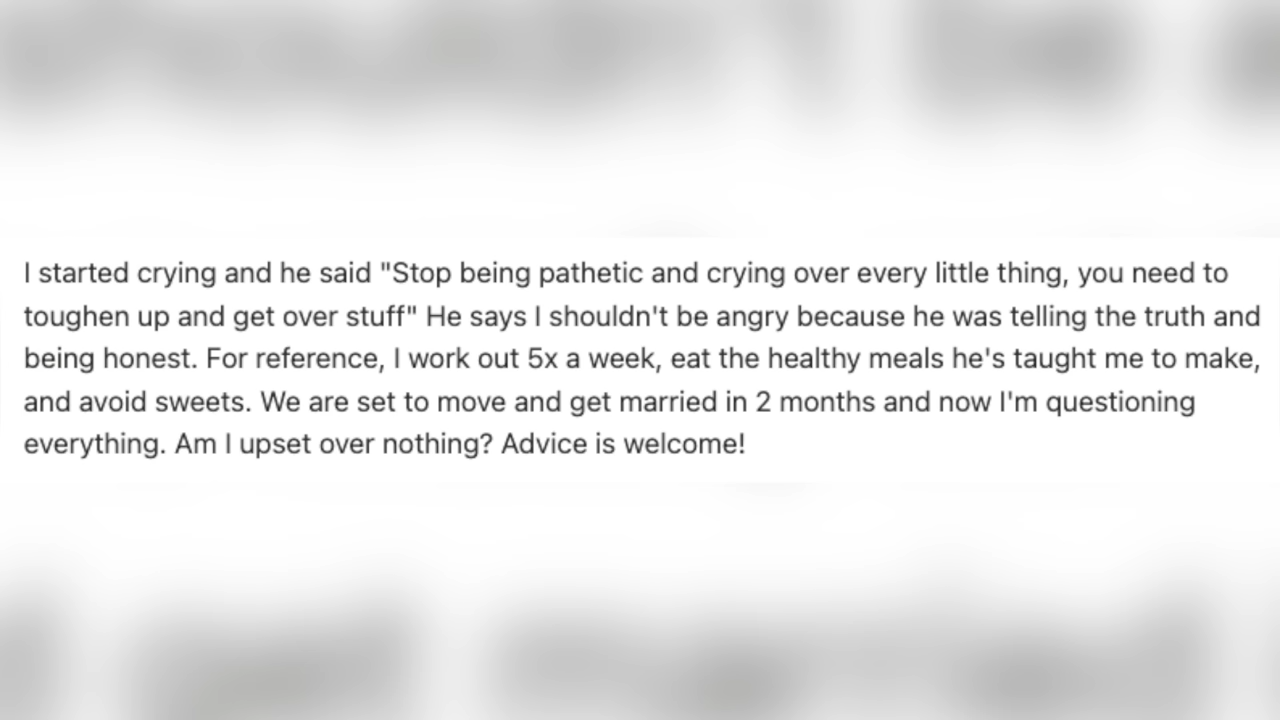 I started crying and he said "Stop being pathetic and crying over every little thing, you need to
toughen up and get over stuff" He says I shouldn't be angry because he was telling the truth and
being honest. For reference, I work out 5x a week, eat the healthy meals he's taught me to make,
and avoid sweets. We are set to move and get married in 2 months and now I'm questioning
everything. Am I upset over nothing? Advice is welcome!